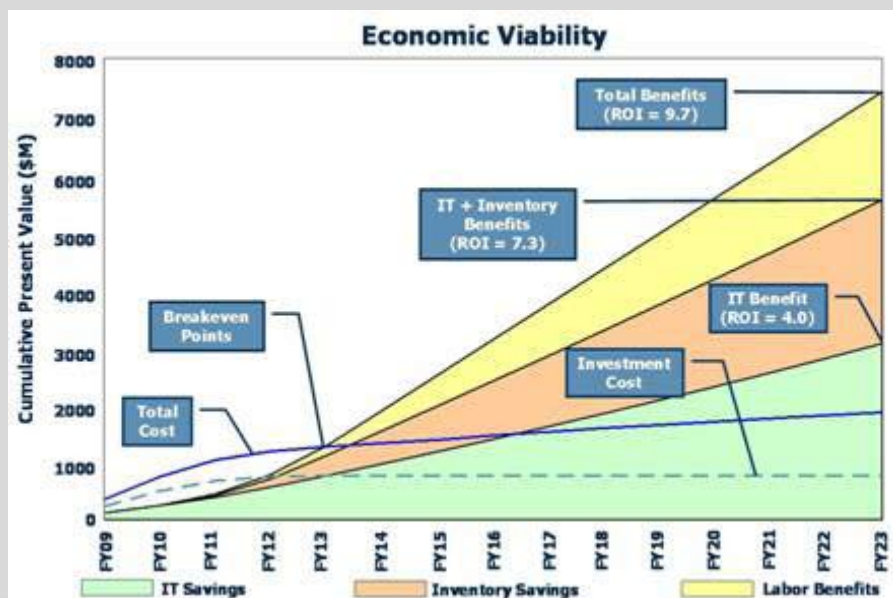 Economic Viability
Cumulative Present Value ($M)
8000
7000
6000
5000
4000
3000
2000
1000
0
Total Benefits
(ROI = 9.7)
IT + Inventory
Benefits
(ROI = 7.3)
IT Benefit
(ROI = 4.0)
Breakeven
Points
Investment
Cost
Total
Cost
FY09
FY10
FY11
FY12
FY13
FY14
FY15
FY16
FY17
FY18
FY19
FY20
FY21
FY22
FY23
IT Savings
Inventory Savings
Labor Benefits